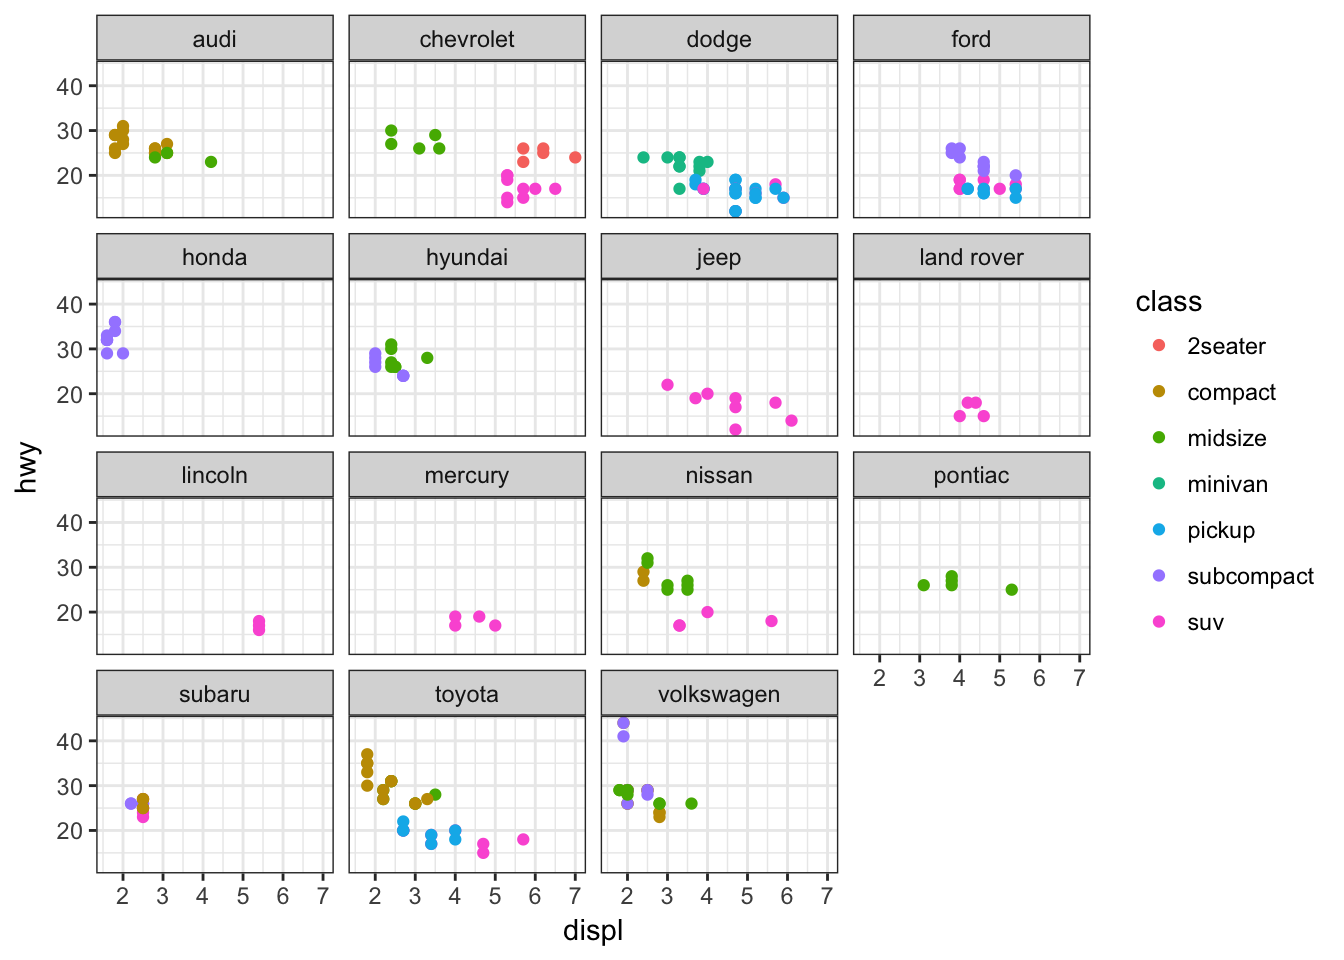 audi chevrolet dodge ford
40
30
20
honda hyundai jeep land rover
40
30
20
lincoln mercury nissan pontiac
40
30
20
2 3 4 5 6 7
subaru toyota volkswagen
40
30
20
2 3 4 5 6 7 2 3 4 5 6 7 2 3 4 5 6 7
displ
hwy
class
2seater
compact
midsize
minivan
pickup
subcompact
suv